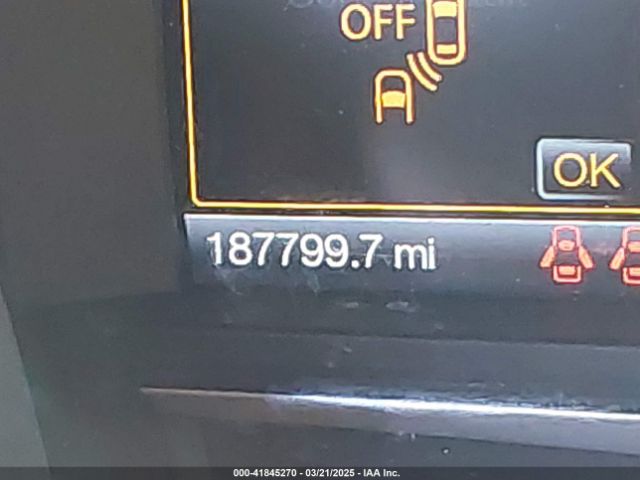 OFF
OK
187799.7 mi
000-41845270 - 03/21/2025 - IAA Inc.